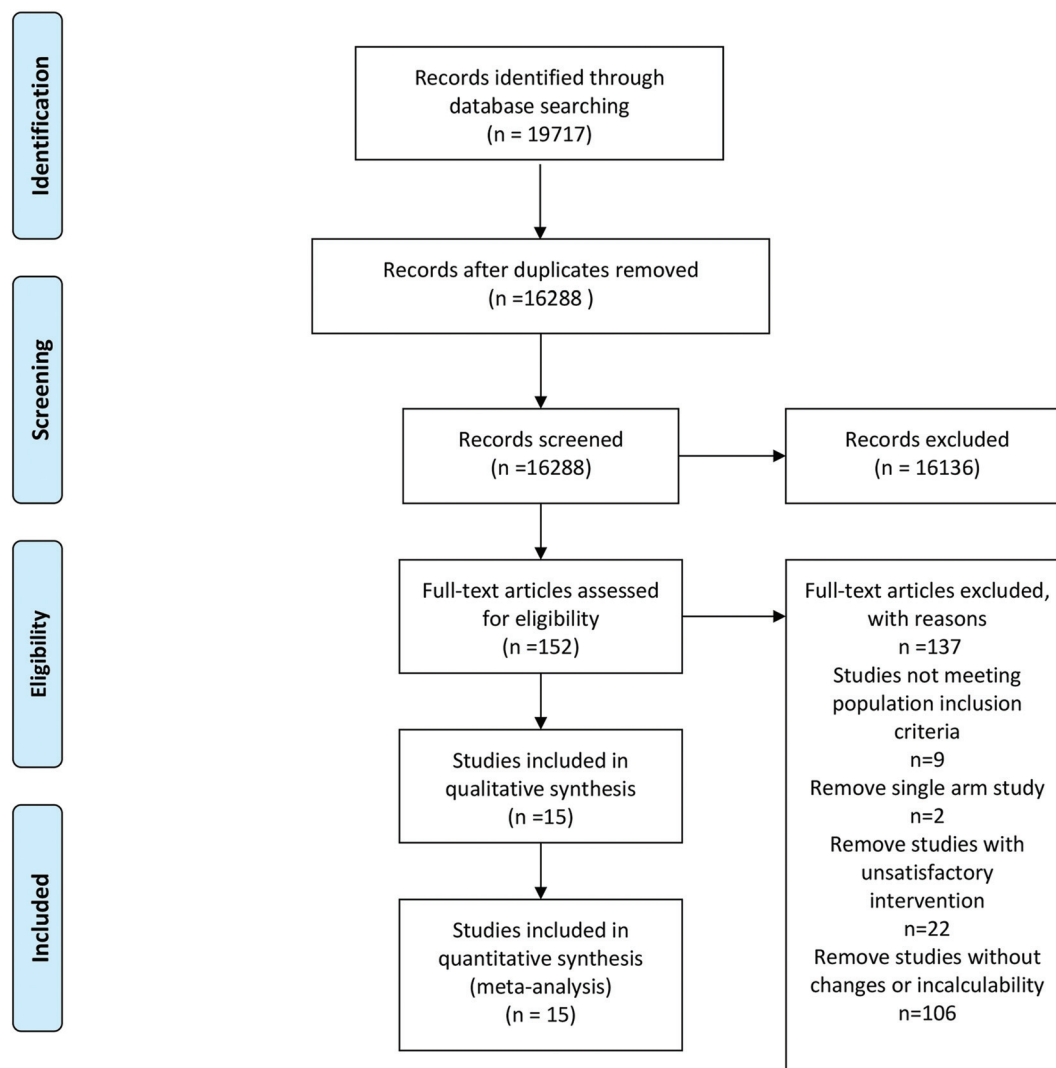 Identification
Records identified through
database searching
(n = 19717)
Records after duplicates removed
(n =16288 )
Screening
Records screened
(n =16288)
Records excluded
(n = 16136)
Eligibility
Full-text articles assessed
for eligibility
(n =152)
Full-text articles excluded,
with reasons
n =137
Studies not meeting
population inclusion
criteria
n=9
Remove single arm study
n=2
Remove studies with
unsatisfactory
intervention
n=22
Remove studies without
changes or incalculability
n=106
Studies included in
qualitative synthesis
(n =15)
Included
Studies included in
quantitative synthesis
(meta-analysis)
(n = 15)